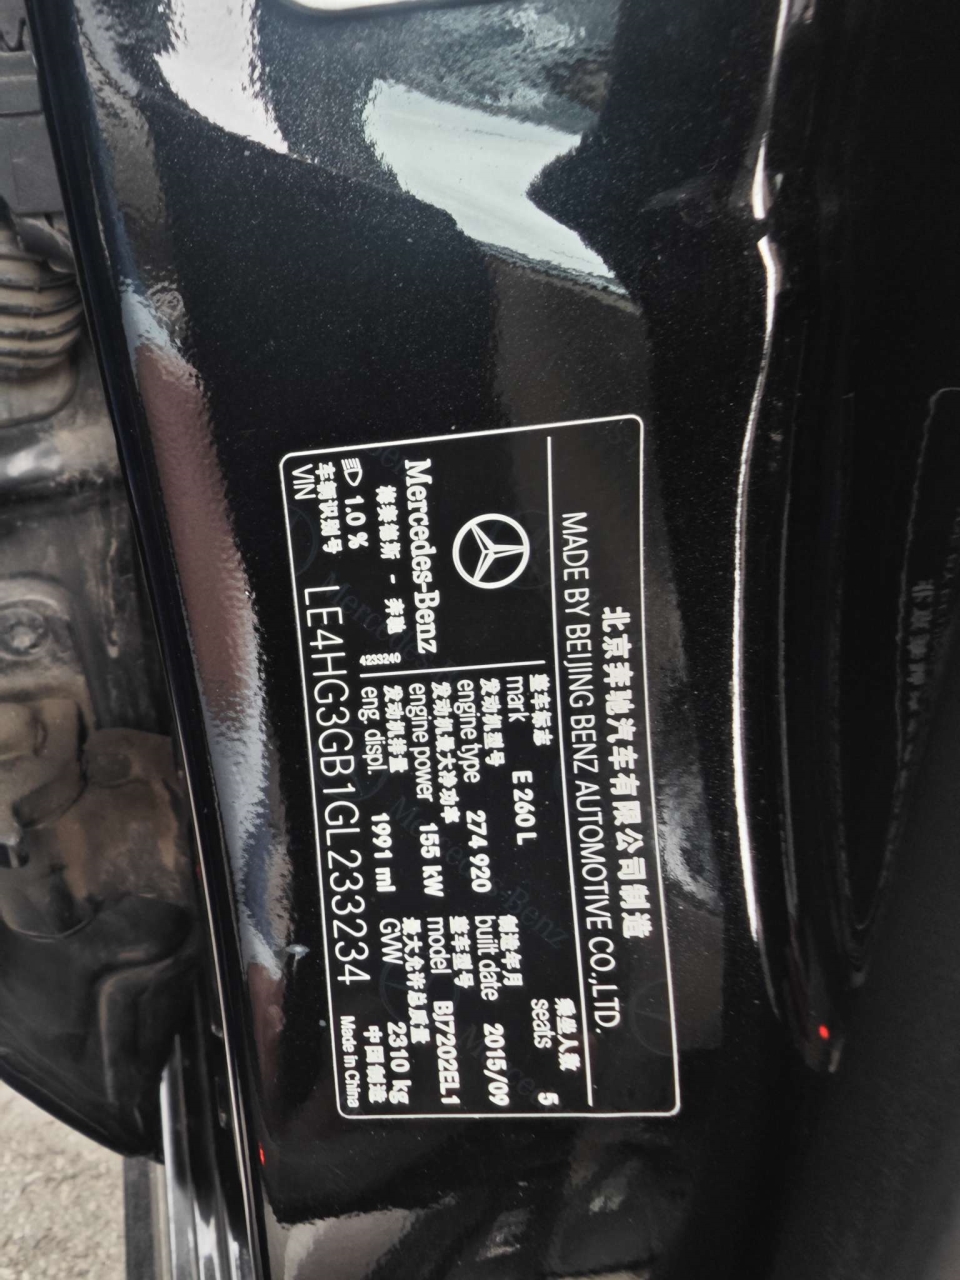 北京奔驰汽车有限公司制造
MADE BY BEIJING BENZ AUTOMOTIVE CO.,LTD.
Mercedes-Benz
梅赛德斯 - 奔驰
1.0 %
4233240
整车标志
mark E 260 L
乘坐人数
seats 5
发动机型号
engine type 274 920
制造年月
built date 2015/09
发动机最大净功率
engine power 155 kW
整车型号
model BJ7202EL1
发动机排量
eng. displ. 1991 ml
最大允许总质量
GVW 2310 kg
车辆识别号
VIN LE4HG3GB1GL233234
中国制造
Made in China